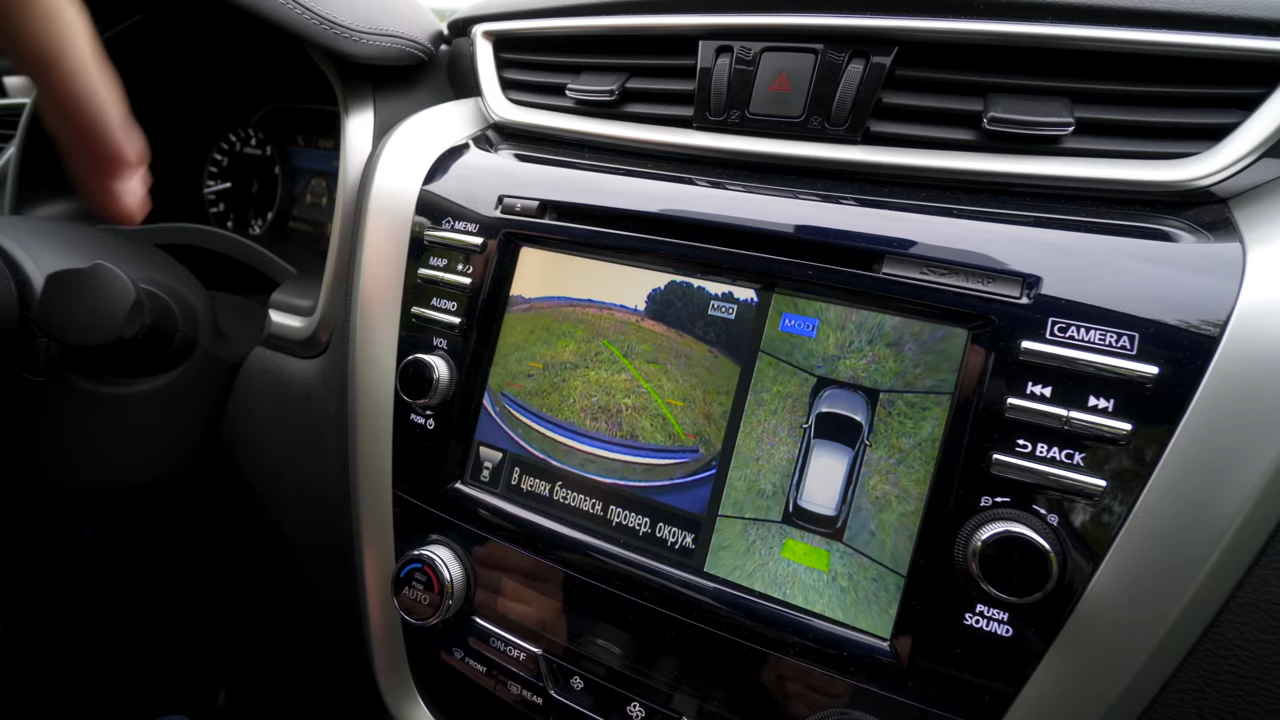 MENU
MAP
AUDIO
VOL
PUSH
MOD
MOD
В целях безопасн. провер. окруж.
CAMERA
BACK
PUSH
SOUND
PUSH
AUTO
ON·OFF
FRONT
REAR